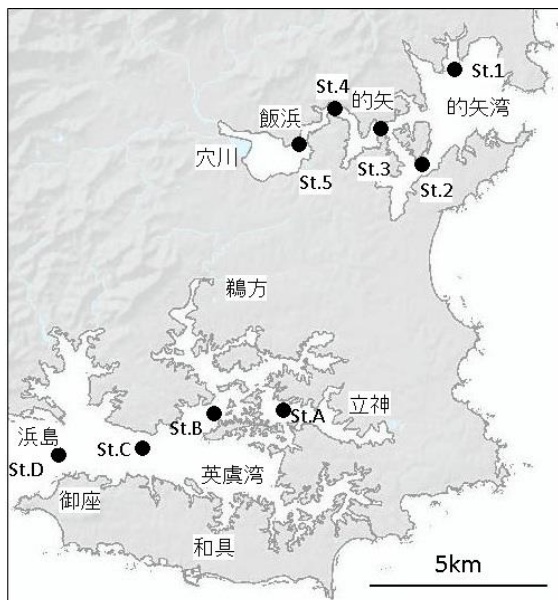 St.1
St.4
的矢
的矢湾
飯浜
穴川
St.3
St.5
St.2
鵜方
立神
St.A
St.B
浜島
St.C
St.D
英虞湾
御座
和具
5km